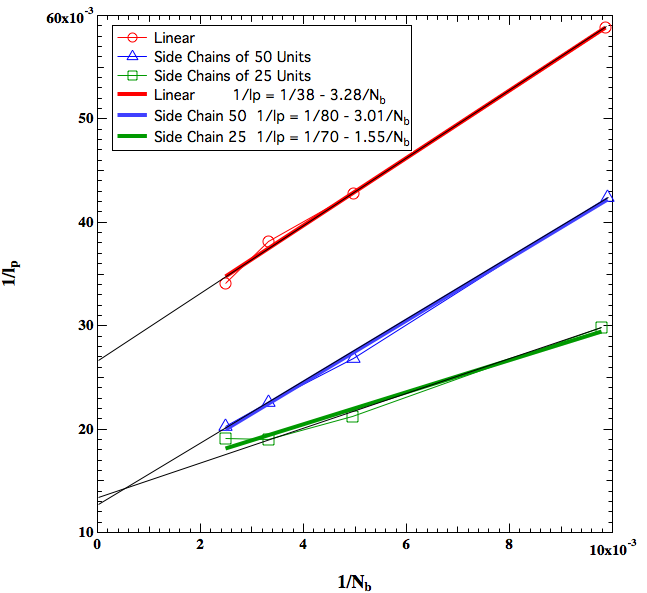 60x10⁻³
Linear
Side Chains of 50 Units
Side Chains of 25 Units
Linear 1/lp = 1/38 - 3.28/Nb
Side Chain 50 1/lp = 1/80 - 3.01/Nb
Side Chain 25 1/lp = 1/70 - 1.55/Nb
50
40
1/lp
30
20
10
0
2
4
6
8
10x10⁻³
1/Nb